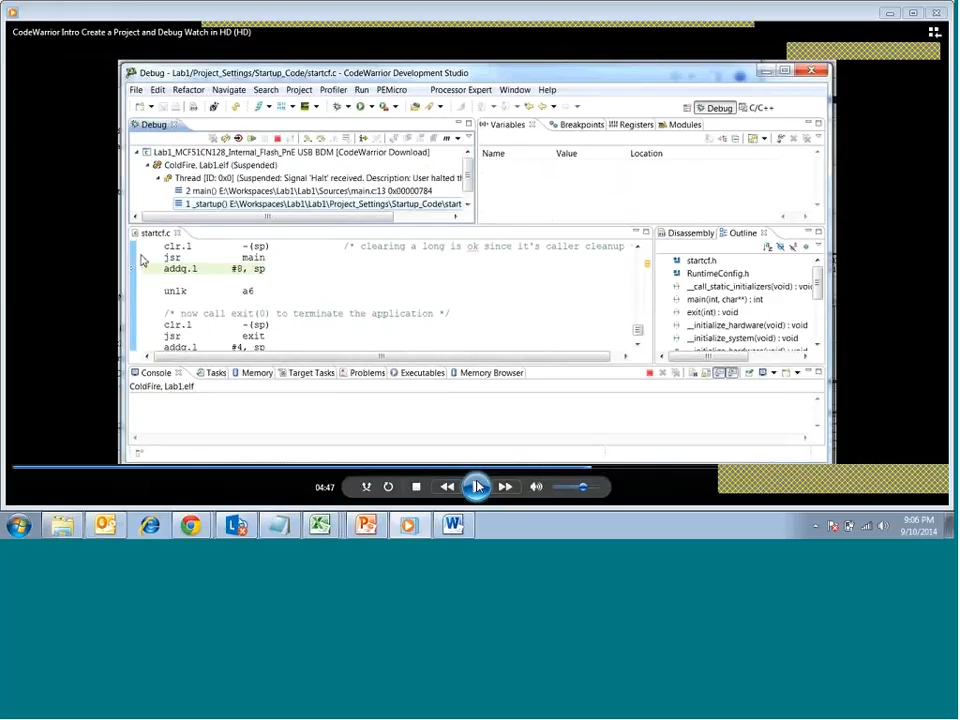 CodeWarrior Intro Create a Project and Debug Watch in HD (HD)
Debug - Lab1/Project_Settings/Startup_Code/startcf.c - CodeWarrior Development Studio
File Edit Refactor Navigate Search Project Profiler Run PEMicro Processor Expert Window Help
Debug C/C++
Debug
Variables Breakpoints Registers Modules
Lab1_MCF51CN128_Internal_Flash_PnE USB BDM [CodeWarrior Download]
ColdFire, Lab1.elf (Suspended)
Thread [ID: 0x0] (Suspended: Signal 'Halt' received. Description: User halted th
2 main() E:\Workspaces\Lab1\Lab1\Sources\main.c:13 0x00000784
1 _startup() E:\Workspaces\Lab1\Lab1\Project_Settings\Startup_Code\start
Name Value Location
startcf.c
Disassembly Outline
clr.l -(sp) /* clearing a long is ok since it's caller cleanup
jsr main
addq.l #8, sp
unlk a6
/* now call exit(0) to terminate the application */
clr.l -(sp)
jsr exit
addq.l #4, sp
startcf.h
RuntimeConfig.h
__call_static_initializers(void) : voi
main(int, char**) : int
exit(int) : void
__initialize_hardware(void) : void
__initialize_system(void) : void
Console Tasks Memory Target Tasks Problems Executables Memory Browser
ColdFire, Lab1.elf
04:47
9:06 PM
9/10/2014